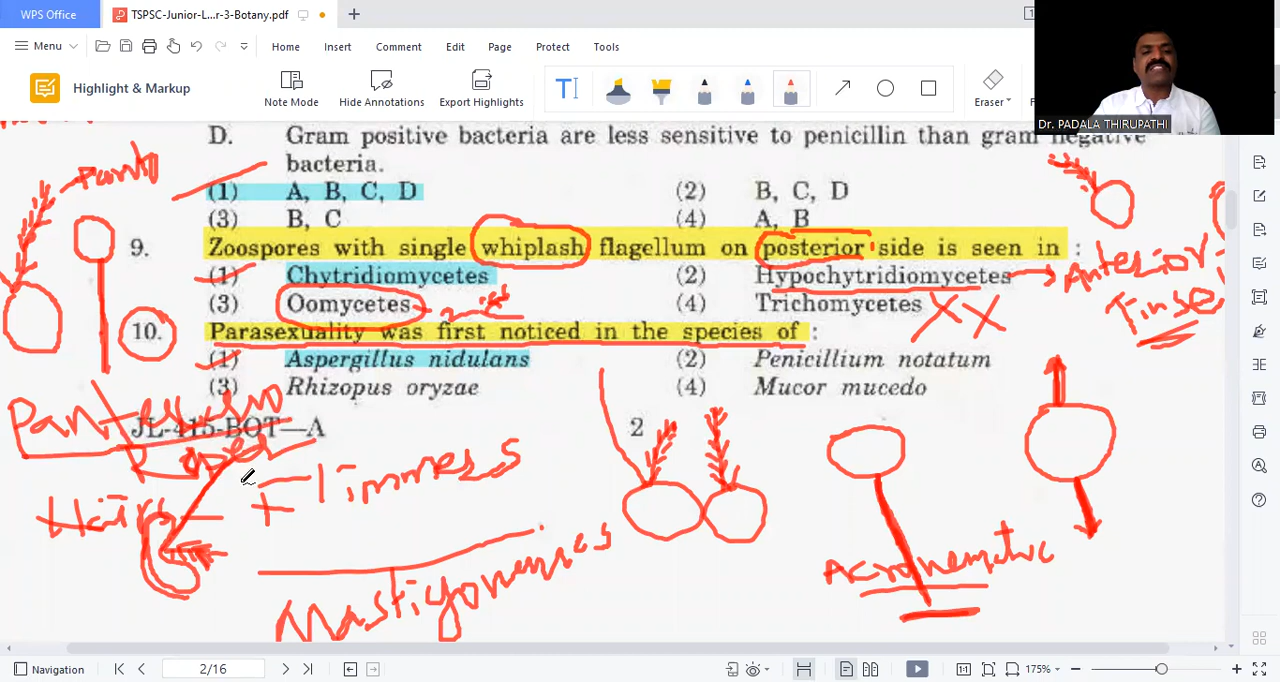 WPS Office
TSPSC-Junior-L...r-3-Botany.pdf
Menu
Home Insert Comment Edit Page Protect Tools
Highlight & Markup
Note Mode Hide Annotations Export Highlights Eraser
Dr. PADALA THIRUPATHI
D. Gram positive bacteria are less sensitive to penicillin than gram negative
bacteria.
(1) A, B, C, D (2) B, C, D
(3) B, C (4) A, B
9. Zoospores with single whiplash flagellum on posterior side is seen in :
(1) Chytridiomycetes (2) Hypochytridiomycetes
Anterior
(3) Oomycetes (4) Trichomycetes XX
10. Parasexuality was first noticed in the species of :
(1) Aspergillus nidulans (2) Penicillium notatum
(3) Rhizopus oryzae (4) Mucor mucedo
JL-415-BOT—A 2
Flimmers
Hairs
Acronematic
Mastigonemes
Navigation 2/16 175%